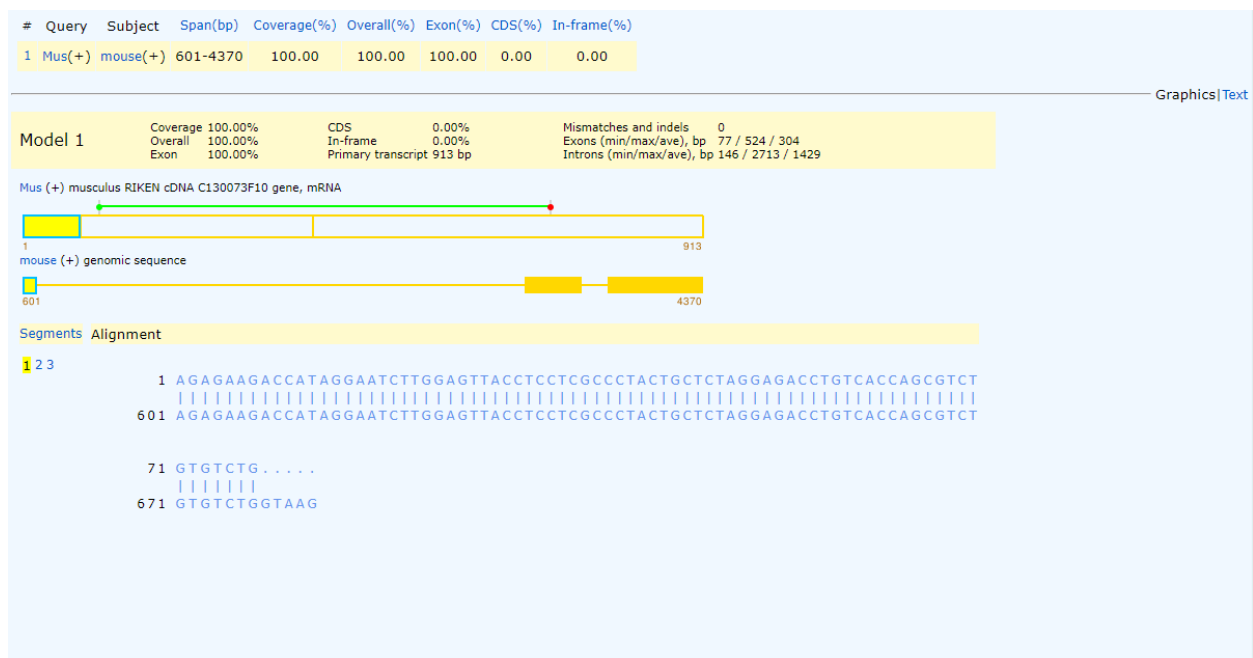 # Query Subject Span(bp) Coverage(%) Overall(%) Exon(%) CDS(%) In-frame(%)
1 Mus(+) mouse(+) 601-4370 100.00 100.00 100.00 0.00 0.00
Graphics|Text
Model 1
Coverage 100.00% CDS 0.00% Mismatches and indels 0
Overall 100.00% In-frame 0.00% Exons (min/max/ave), bp 77 / 524 / 304
Exon 100.00% Primary transcript 913 bp Introns (min/max/ave), bp 146 / 2713 / 1429
Mus (+) musculus RIKEN cDNA C130073F10 gene, mRNA
1 913
mouse (+) genomic sequence
601 4370
Segments Alignment
1 2 3
1 AGAGAAGACCATAGGAATCTTGGAGTTACCTCCTCGCCCTACTGCTCTAGGAGACCTGTCACCAGCGTCT
601 AGAGAAGACCATAGGAATCTTGGAGTTACCTCCTCGCCCTACTGCTCTAGGAGACCTGTCACCAGCGTCT
71 GTGTCTG.....
671 GTGTCTGGTAAG